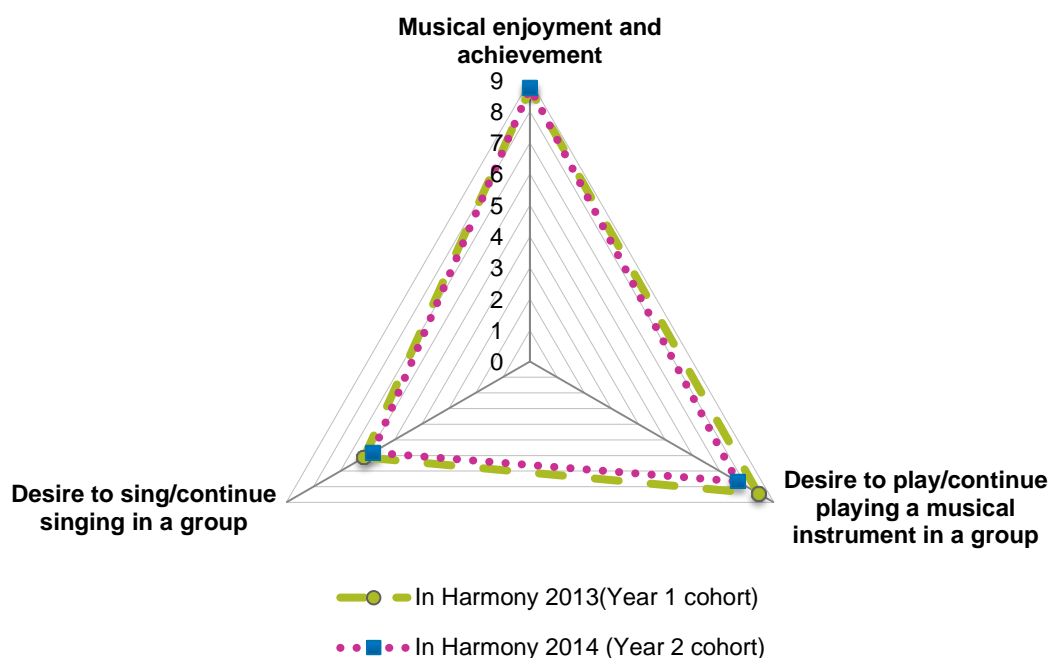 Musical enjoyment and
achievement
9
8
7
6
5
4
3
2
1
0
Desire to sing/continue
singing in a group
Desire to play/continue
playing a musical
instrument in a group
In Harmony 2013(Year 1 cohort)
In Harmony 2014 (Year 2 cohort)